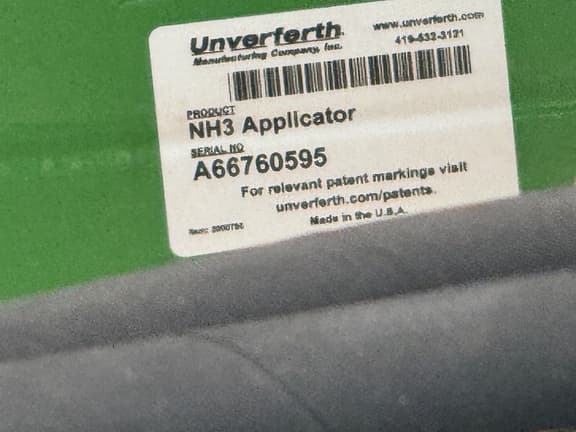 Unverferth
Manufacturing Company, Inc.
www.unverferth.com
419-532-3121
PRODUCT
NH3 Applicator
SERIAL NO
A66760595
For relevant patent markings visit
unverferth.com/patents.
Made in the U.S.A.